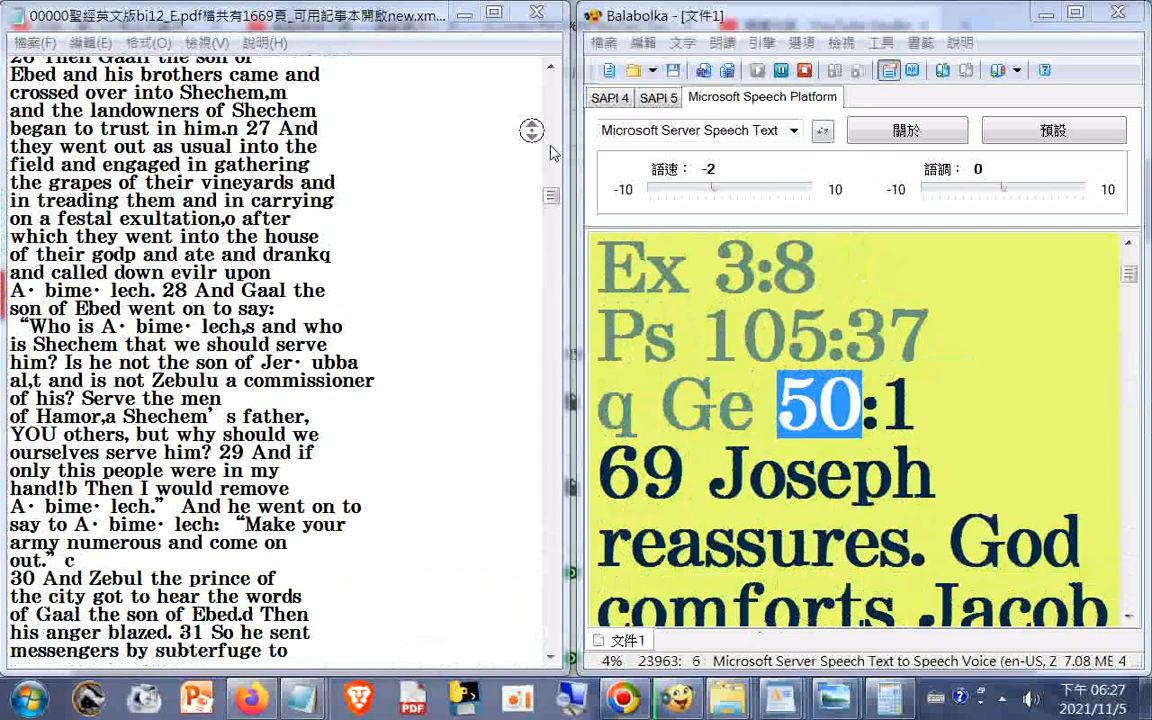 00000聖經英文版bi12_E.pdf檔共有1669頁_可用記事本開啟new.xm...
檔案(F) 編輯(E) 格式(O) 檢視(V) 說明(H)
26 Then Gaal the son of
Ebed and his brothers came and
crossed over into Shechem,m
and the landowners of Shechem
began to trust in him.n 27 And
they went out as usual into the
field and engaged in gathering
the grapes of their vineyards and
in treading them and in carrying
on a festal exultation,o after
which they went into the house
of their godp and ate and drankq
and called down evilr upon
A· bime· lech. 28 And Gaal the
son of Ebed went on to say:
“Who is A· bime· lech,s and who
is Shechem that we should serve
him? Is he not the son of Jer· ubba
al,t and is not Zebulu a commissioner
of his? Serve the men
of Hamor,a Shechem’s father,
YOU others, but why should we
ourselves serve him? 29 And if
only this people were in my
hand!b Then I would remove
A· bime· lech.” And he went on to
say to A· bime· lech: “Make your
army numerous and come on
out.” c
30 And Zebul the prince of
the city got to hear the words
of Gaal the son of Ebed.d Then
his anger blazed. 31 So he sent
messengers by subterfuge to
Balabolka - [文件1]
檔案 編輯 文字 朗讀 引擎 選項 檢視 工具 書籤 說明
SAPI 4 SAPI 5 Microsoft Speech Platform
Microsoft Server Speech Text 關於 預設
語速： -2 語調： 0
-10 10 -10 10
Ex 3:8
Ps 105:37
q Ge 50:1
69 Joseph
reassures. God
comforts Jacob
文件1
4% 23963: 6 Microsoft Server Speech Text to Speech Voice (en-US, 2 7.08 ME 4
下午 06:27
2021/11/5